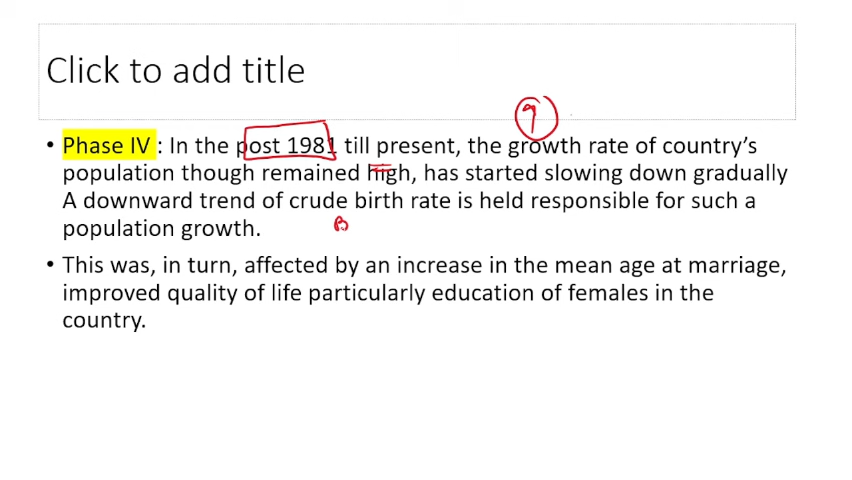 Click to add title
• Phase IV : In the post 1981 till present, the growth rate of country's
population though remained high, has started slowing down gradually
A downward trend of crude birth rate is held responsible for such a
population growth.
• This was, in turn, affected by an increase in the mean age at marriage,
improved quality of life particularly education of females in the
country.